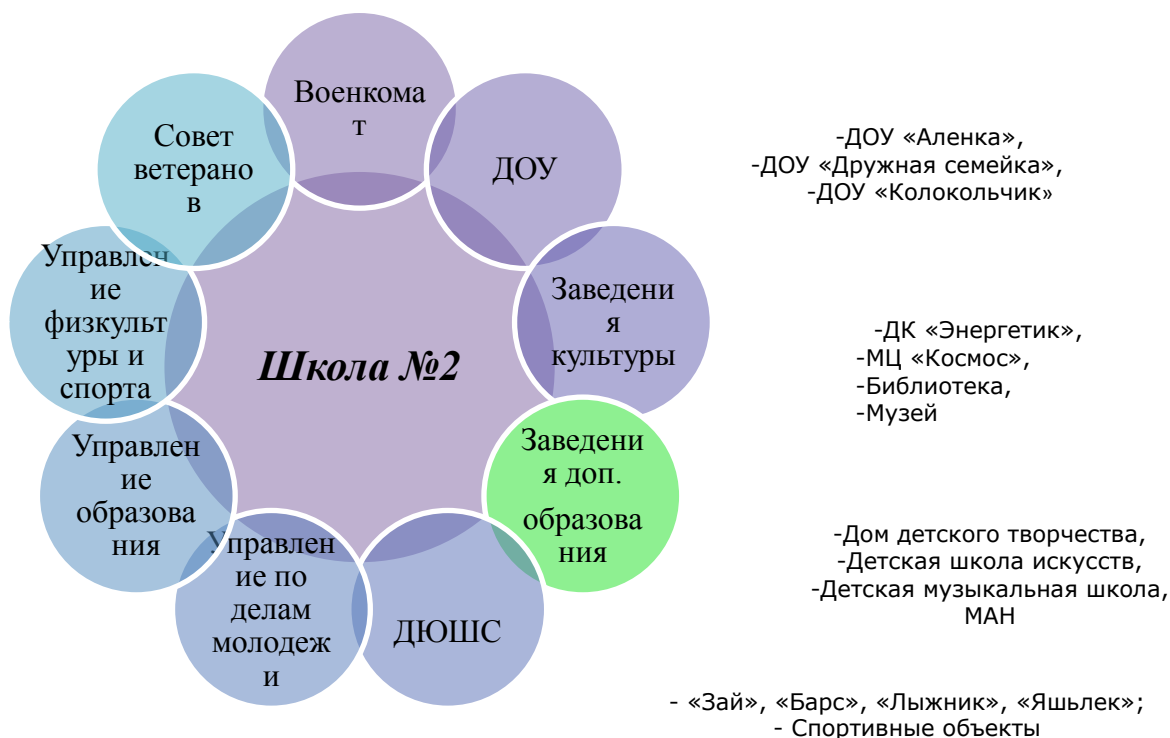 Военкома
т
Совет
ветерано
в
ДОУ
-ДОУ «Аленка»,
-ДОУ «Дружная семейка»,
-ДОУ «Колокольчик»
Управлен
ие
физкульт
уры и
спорта
Школа №2
Заведени
я
культуры
-ДК «Энергетик»,
-МЦ «Космос»,
-Библиотека,
-Музей
Управлен
ие
образова
ния
Заведени
я доп.
образова
ния
-Дом детского творчества,
-Детская школа искусств,
-Детская музыкальная школа,
МАН
Управлен
ие по
делам
молодеж
и
ДЮШС
- «Зай», «Барс», «Лыжник», «Яшьлек»;
- Спортивные объекты